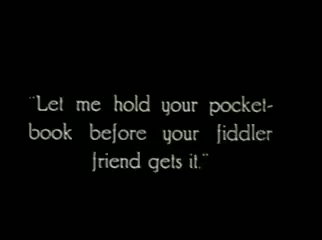 "Let me hold your pocket-
book before your fiddler
friend gets it."